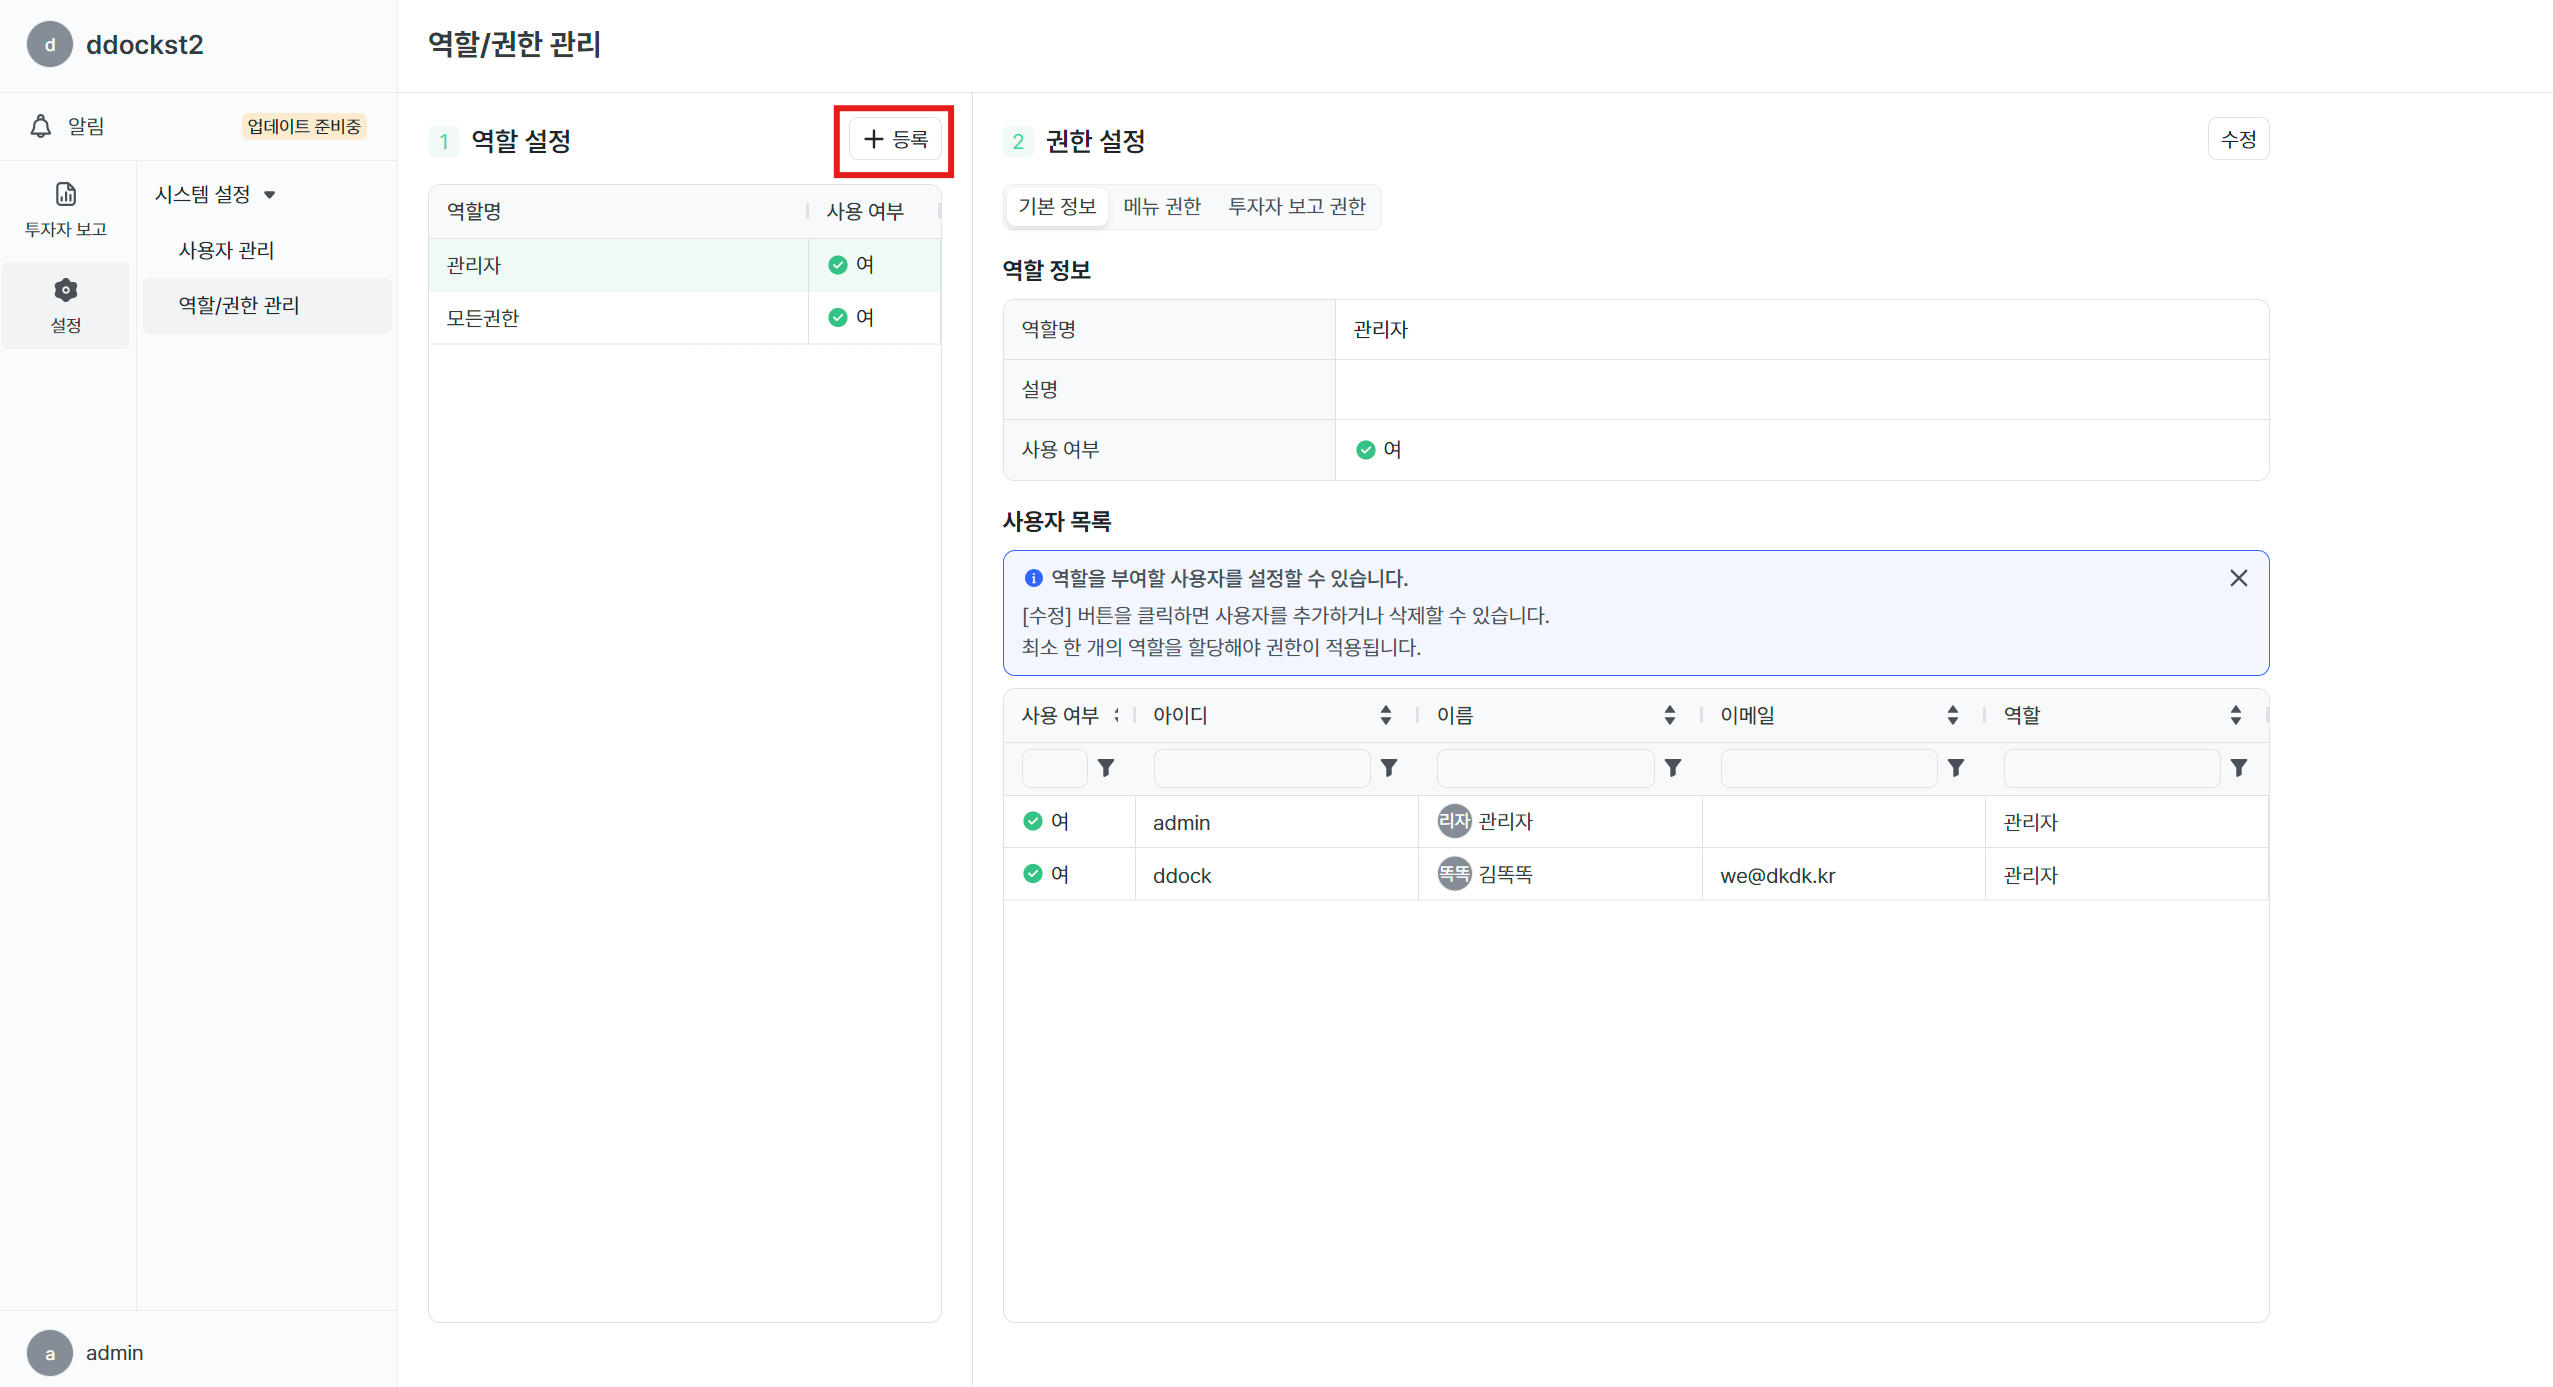 d ddockst2
역할/권한 관리
알림 업데이트 준비중
투자자 보고
설정
시스템 설정
사용자 관리
역할/권한 관리
1 역할 설정 + 등록
역할명 사용 여부
관리자 여
모든권한 여
2 권한 설정 수정
기본 정보 메뉴 권한 투자자 보고 권한
역할 정보
역할명 관리자
설명
사용 여부 여
사용자 목록
역할을 부여할 사용자를 설정할 수 있습니다.
[수정] 버튼을 클릭하면 사용자를 추가하거나 삭제할 수 있습니다.
최소 한 개의 역할을 할당해야 권한이 적용됩니다.
사용 여부 아이디 이름 이메일 역할
여 admin 리자 관리자 관리자
여 ddock 똑똑 김똑똑 we@dkdk.kr 관리자
a admin